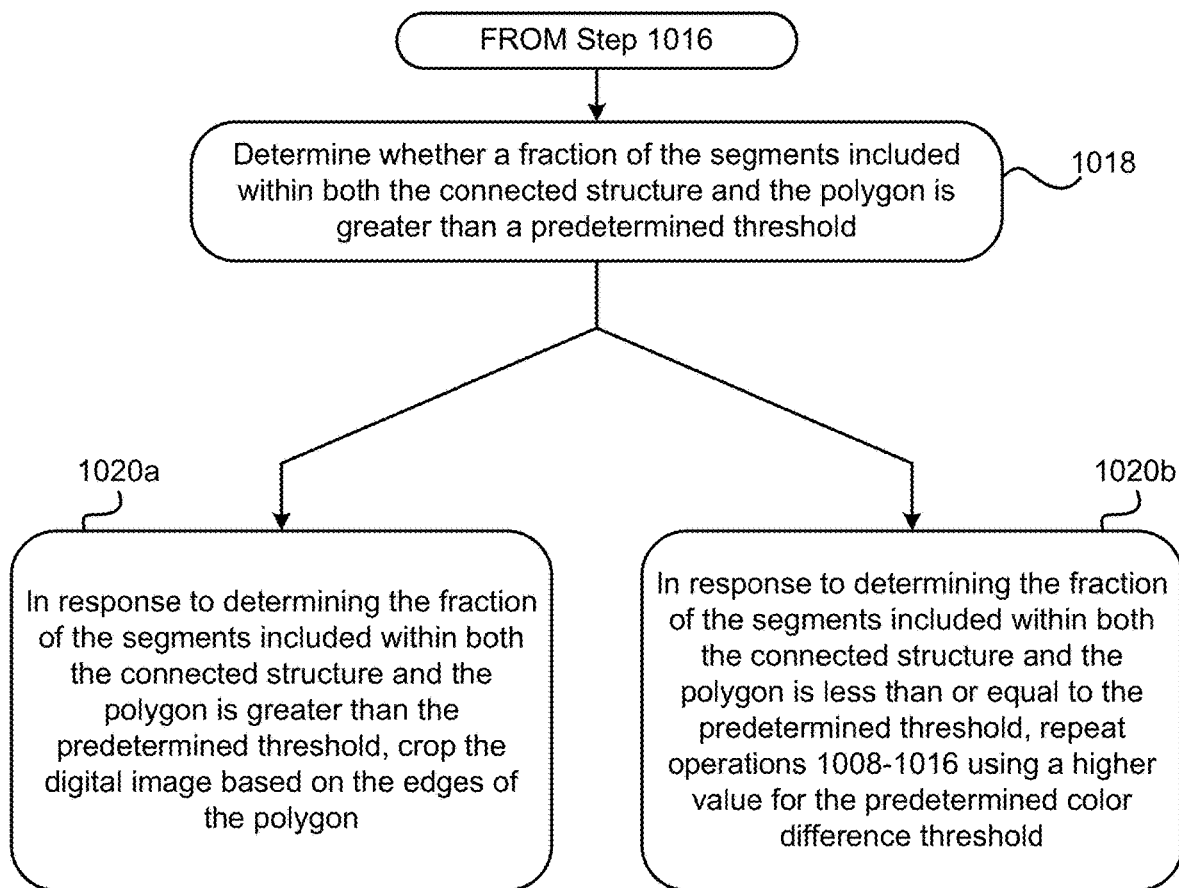 FROM Step 1016
Determine whether a fraction of the segments included
within both the connected structure and the polygon is
greater than a predetermined threshold
1018
1020a
In response to determining the fraction
of the segments included within both
the connected structure and the
polygon is greater than the
predetermined threshold, crop the
digital image based on the edges of
the polygon
1020b
In response to determining the fraction
of the segments included within both
the connected structure and the
polygon is less than or equal to the
predetermined threshold, repeat
operations 1008-1016 using a higher
value for the predetermined color
difference threshold